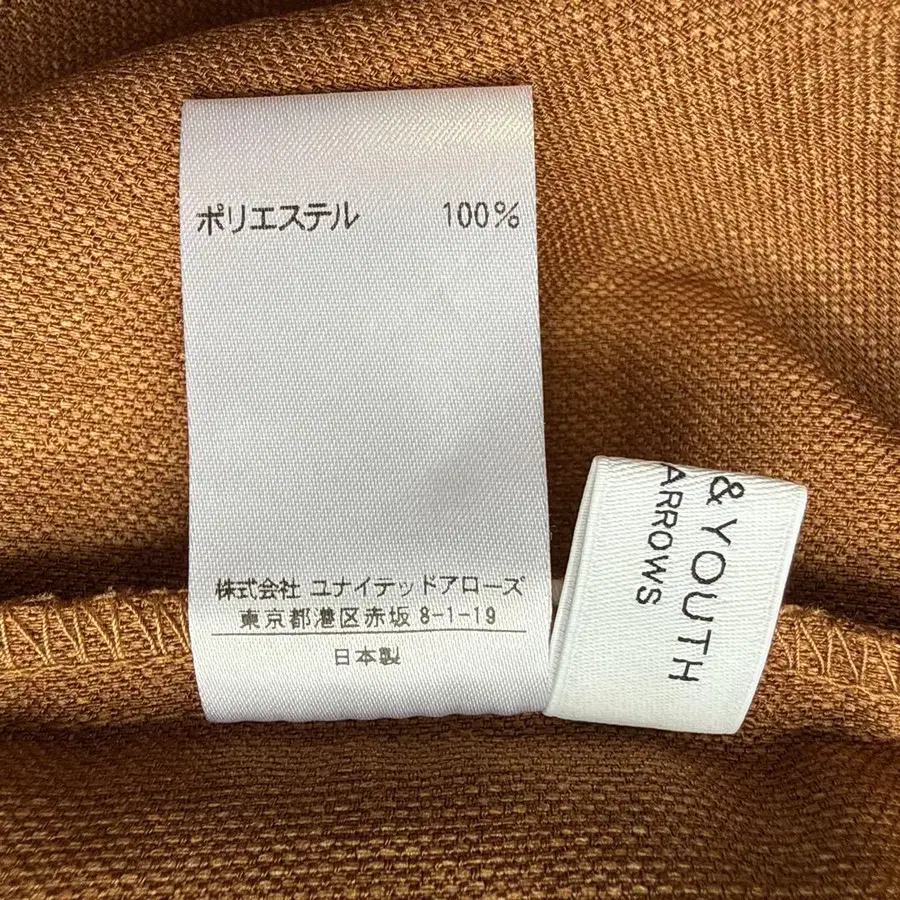 ポリエステル 100%
株式会社 ユナイテッドアローズ
東京都港区赤坂 8-1-19
日本製
& YOUTH
ARROWS